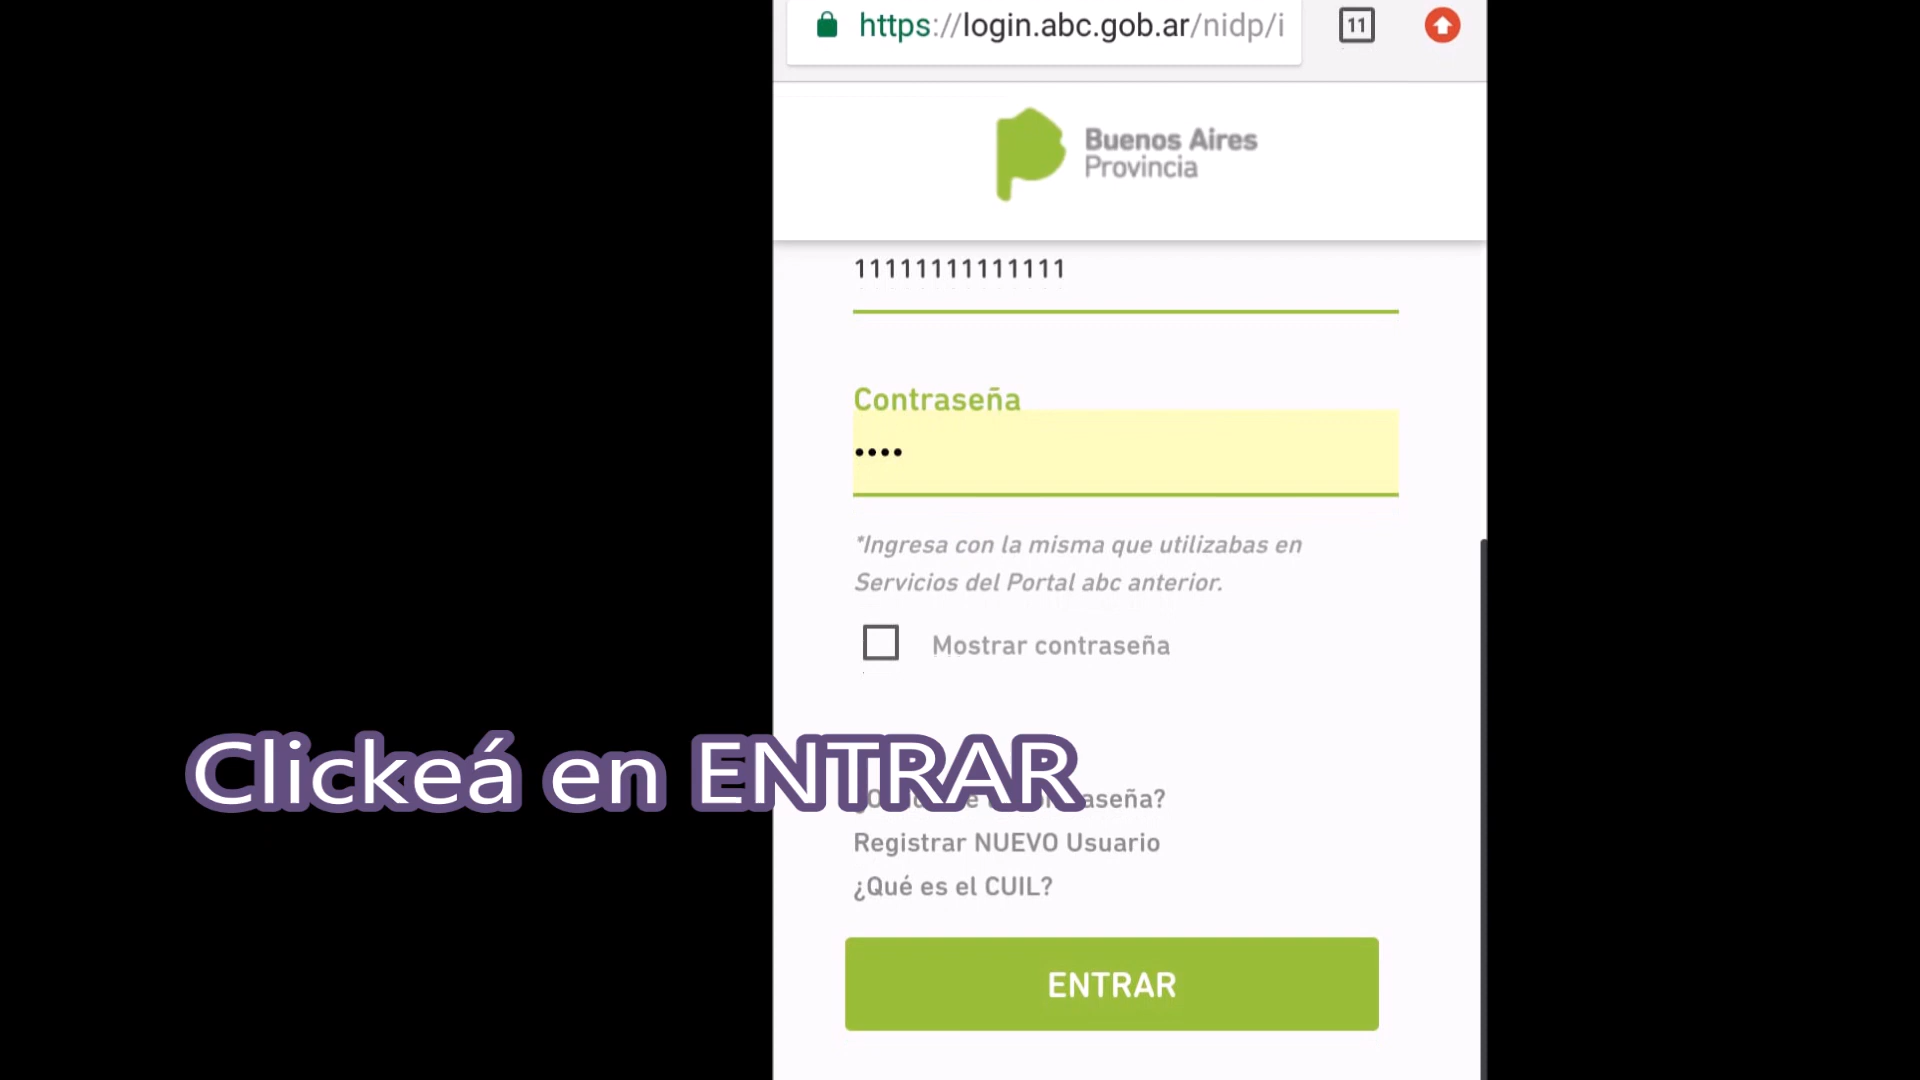 https://login.abc.gob.ar/nidp/i
11
Buenos Aires
Provincia
11111111111111
Contraseña
••••
*Ingresa con la misma que utilizabas en
Servicios del Portal abc anterior.
Mostrar contraseña
Clickeá en ENTRAR
Registrar NUEVO Usuario
¿Qué es el CUIL?
ENTRAR